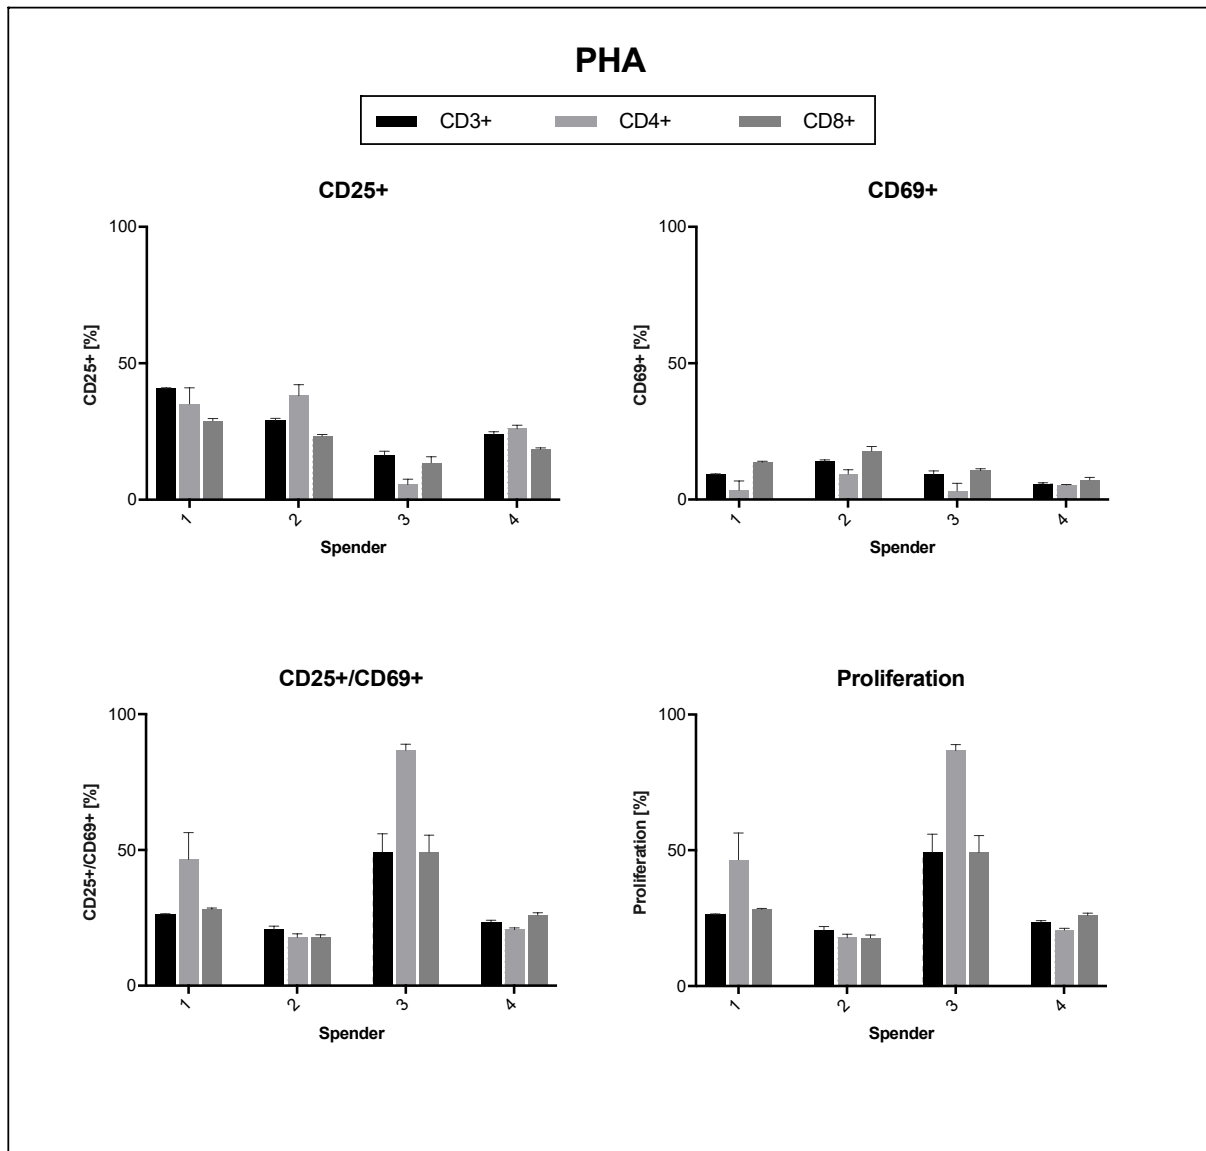 PHA
CD3+ CD4+ CD8+
CD25+
CD25+ [%]
100
50
0
1 2 3 4
Spender
CD69+
CD69+ [%]
100
50
0
1 2 3 4
Spender
CD25+/CD69+
CD25+/CD69+ [%]
100
50
0
1 2 3 4
Spender
Proliferation
Proliferation [%]
100
50
0
1 2 3 4
Spender